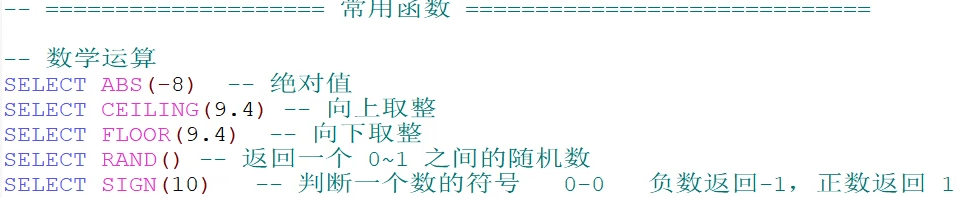 -- ==================== 常用函数 ===============================
-- 数学运算
SELECT ABS(-8)  -- 绝对值
SELECT CEILING(9.4) -- 向上取整
SELECT FLOOR(9.4)  -- 向下取整
SELECT RAND() -- 返回一个 0~1 之间的随机数
SELECT SIGN(10)   -- 判断一个数的符号   0-0   负数返回-1，正数返回 1